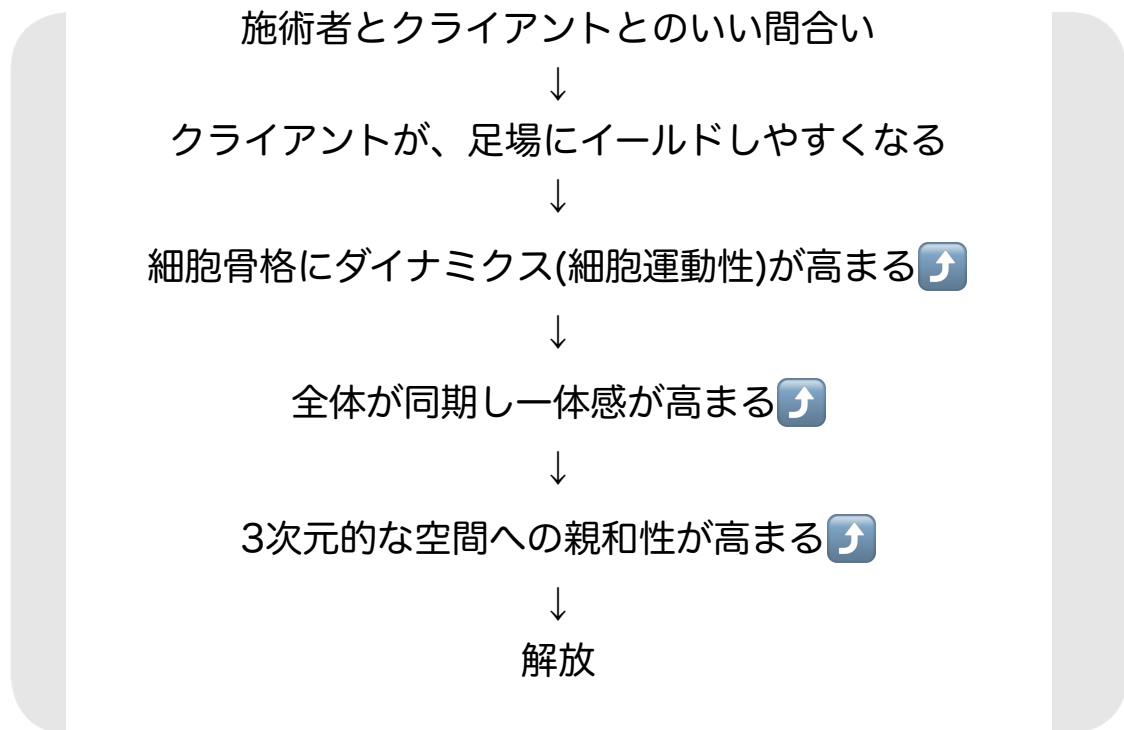 施術者とクライアントとのいい間合い
↓
クライアントが、足場にイールドしやすくなる
↓
細胞骨格にダイナミクス(細胞運動性)が高まる⤴️
↓
全体が同期し一体感が高まる⤴️
↓
3次元的な空間への親和性が高まる⤴️
↓
解放